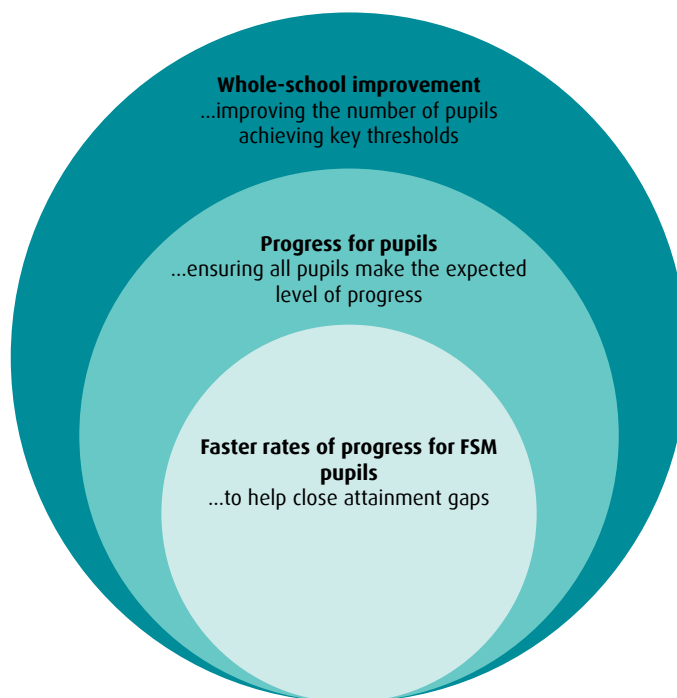 Whole-school improvement
...improving the number of pupils
achieving key thresholds
Progress for pupils
...ensuring all pupils make the expected
level of progress
Faster rates of progress for FSM
pupils
...to help close attainment gaps